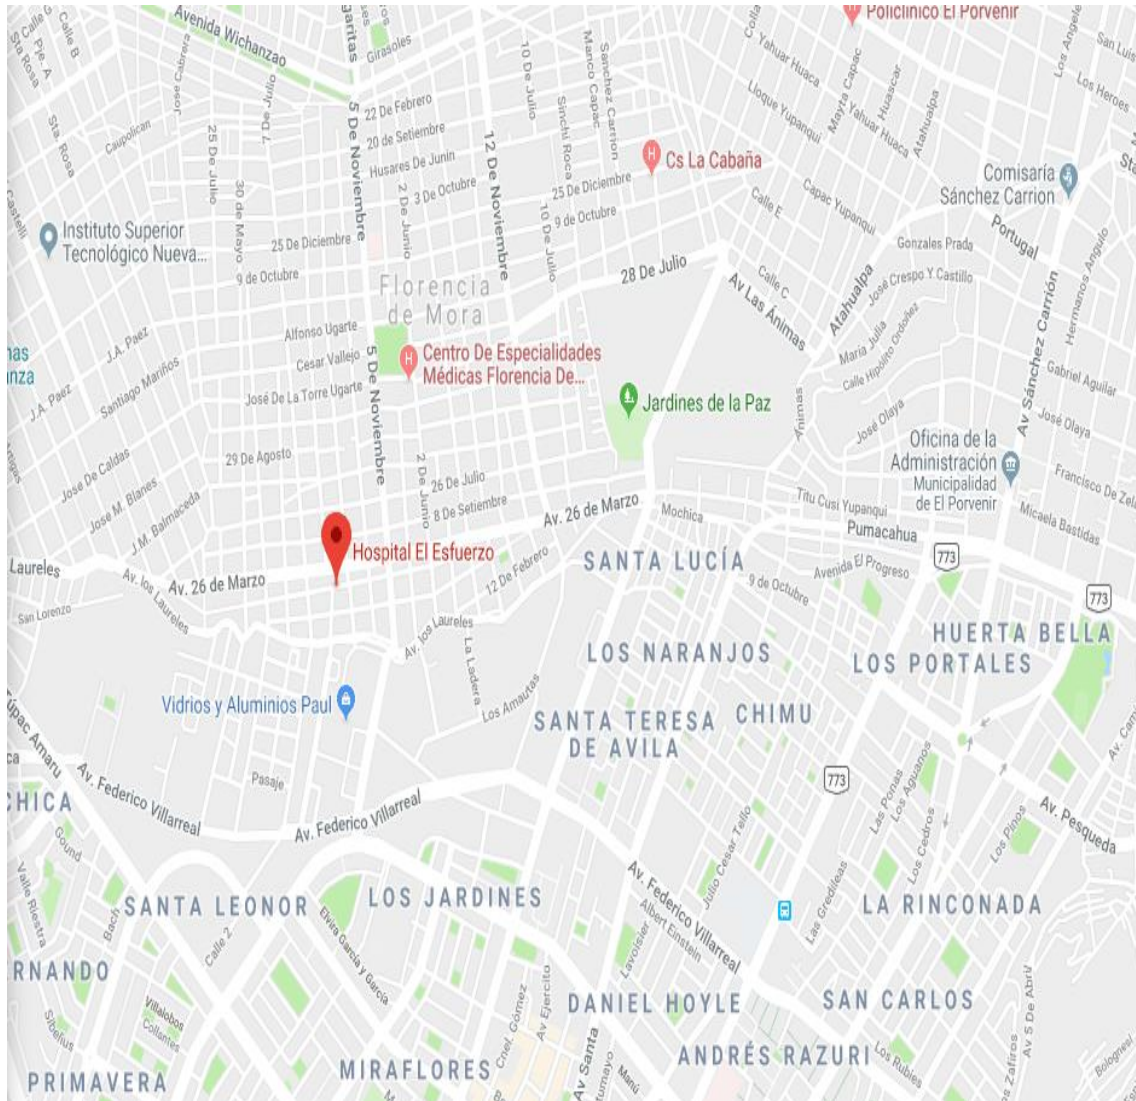 Policlínico El Porvenir
Avenida Wichanzao
Calle B
Pje. A
Sta Rosa
Cesar Cabrera
7 De Julio
Girasoles
Yahuar Huaca
Mayta Capac
Huascar
San Luis
Los Heroes
Lloque Yupanqui
Yahuar Huaca
Atahualpa
22 De Febrero
20 de Setiembre
Husares De Junín
3 De Octubre
10 De Julio
Sinchi Roca
Manco Capac
Sanchez Carrion
Cs La Cabaña
Comisaría
Sánchez Carrion
Sta. Rosa
Caupolican
25 De Julio
30 de Mayo
5 De Noviembre
2 De Junio
12 De Noviembre
25 De Diciembre
9 de Octubre
10 De Julio
Calle E
Capac Yupanqui
Portugal
Gonzales Prada
Instituto Superior
Tecnológico Nueva...
25 De Diciembre
9 de Octubre
Florencia
de Mora
28 De Julio
Calle C
Av Las Ánimas
Atahualpa
José Crespo Y Castillo
Hermanos Angulo
Av Sánchez Carrión
Alfonso Ugarte
Cesar Vallejo
José De La Torre Ugarte
Centro De Especialidades
Médicas Florencia De...
5 De Noviembre
María Julia
Calle Hipólito Ordoñez
Gabriel Aguilar
J.A. Paez
Santiago Mariños
J.A. Paez
Jardines de la Paz
Animas
José Olaya
José Olaya
Oficina de la
Administración
Municipalidad
de El Porvenir
29 De Agosto
2 De Junio
26 De Julio
8 De Setiembre
Jose De Caldas
Jose M. Blanes
J.M. Balmaceda
Av. 26 de Marzo
Mochica
Titu Cusi Yupanqui
Pumacahua
Micaela Bastidas
Hospital El Esfuerzo
Laureles
Av. 26 de Marzo
Av. los Laureles
San Lorenzo
12 De Febrero
SANTA LUCÍA
9 de Octubre
Avenida El Progreso
773
773
Av. los Laureles
La Ladera
Los Amautas
LOS NARANJOS
HUERTA BELLA
LOS PORTALES
Vidrios y Aluminios Paul
SANTA TERESA
DE AVILA
CHIMU
Túpac Amaru
Pasaje
773
Las Ponas
Los Aguanos
Los Cedros
Av. Federico Villarreal
Av. Federico Villarreal
Av. Pesqueda
Los Pinos
Gound
Valle Riestra
Bach
SANTA LEONOR
LOS JARDINES
Julio Cesar Tello
Av. Federico Villarreal
Las Gredileas
LA RINCONADA
Calle 2
Elvira García y García
Albert Einstein
Lavoisier
Villalobos
Collantes
Sibelius
Cnel. Gómez
Av Ejercito
DANIEL HOYLE
SAN CARLOS
Av 5 De Abril
PRIMAVERA
MIRAFLORES
Av Santa
Manú
ANDRÉS RAZURI
Los Rubies